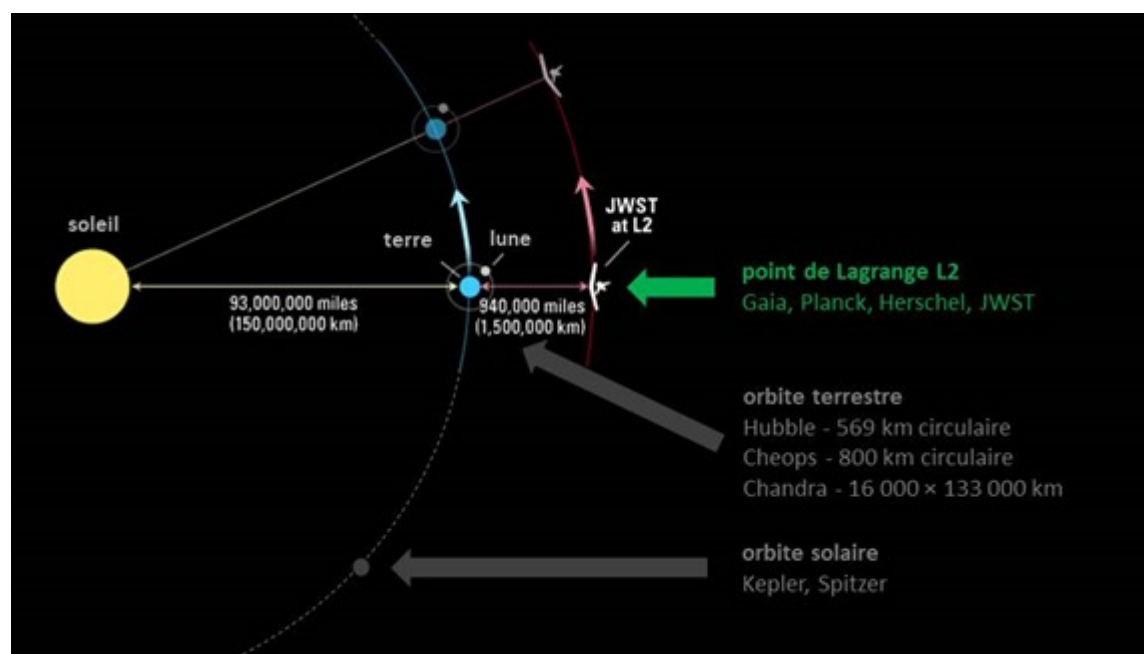 soleil
terre
lune
JWST
at L2
93,000,000 miles
(150,000,000 km)
940,000 miles
(1,500,000 km)
point de Lagrange L2
Gaia, Planck, Herschel, JWST
orbite terrestre
Hubble - 569 km circulaire
Cheops - 800 km circulaire
Chandra - 16 000 × 133 000 km
orbite solaire
Kepler, Spitzer